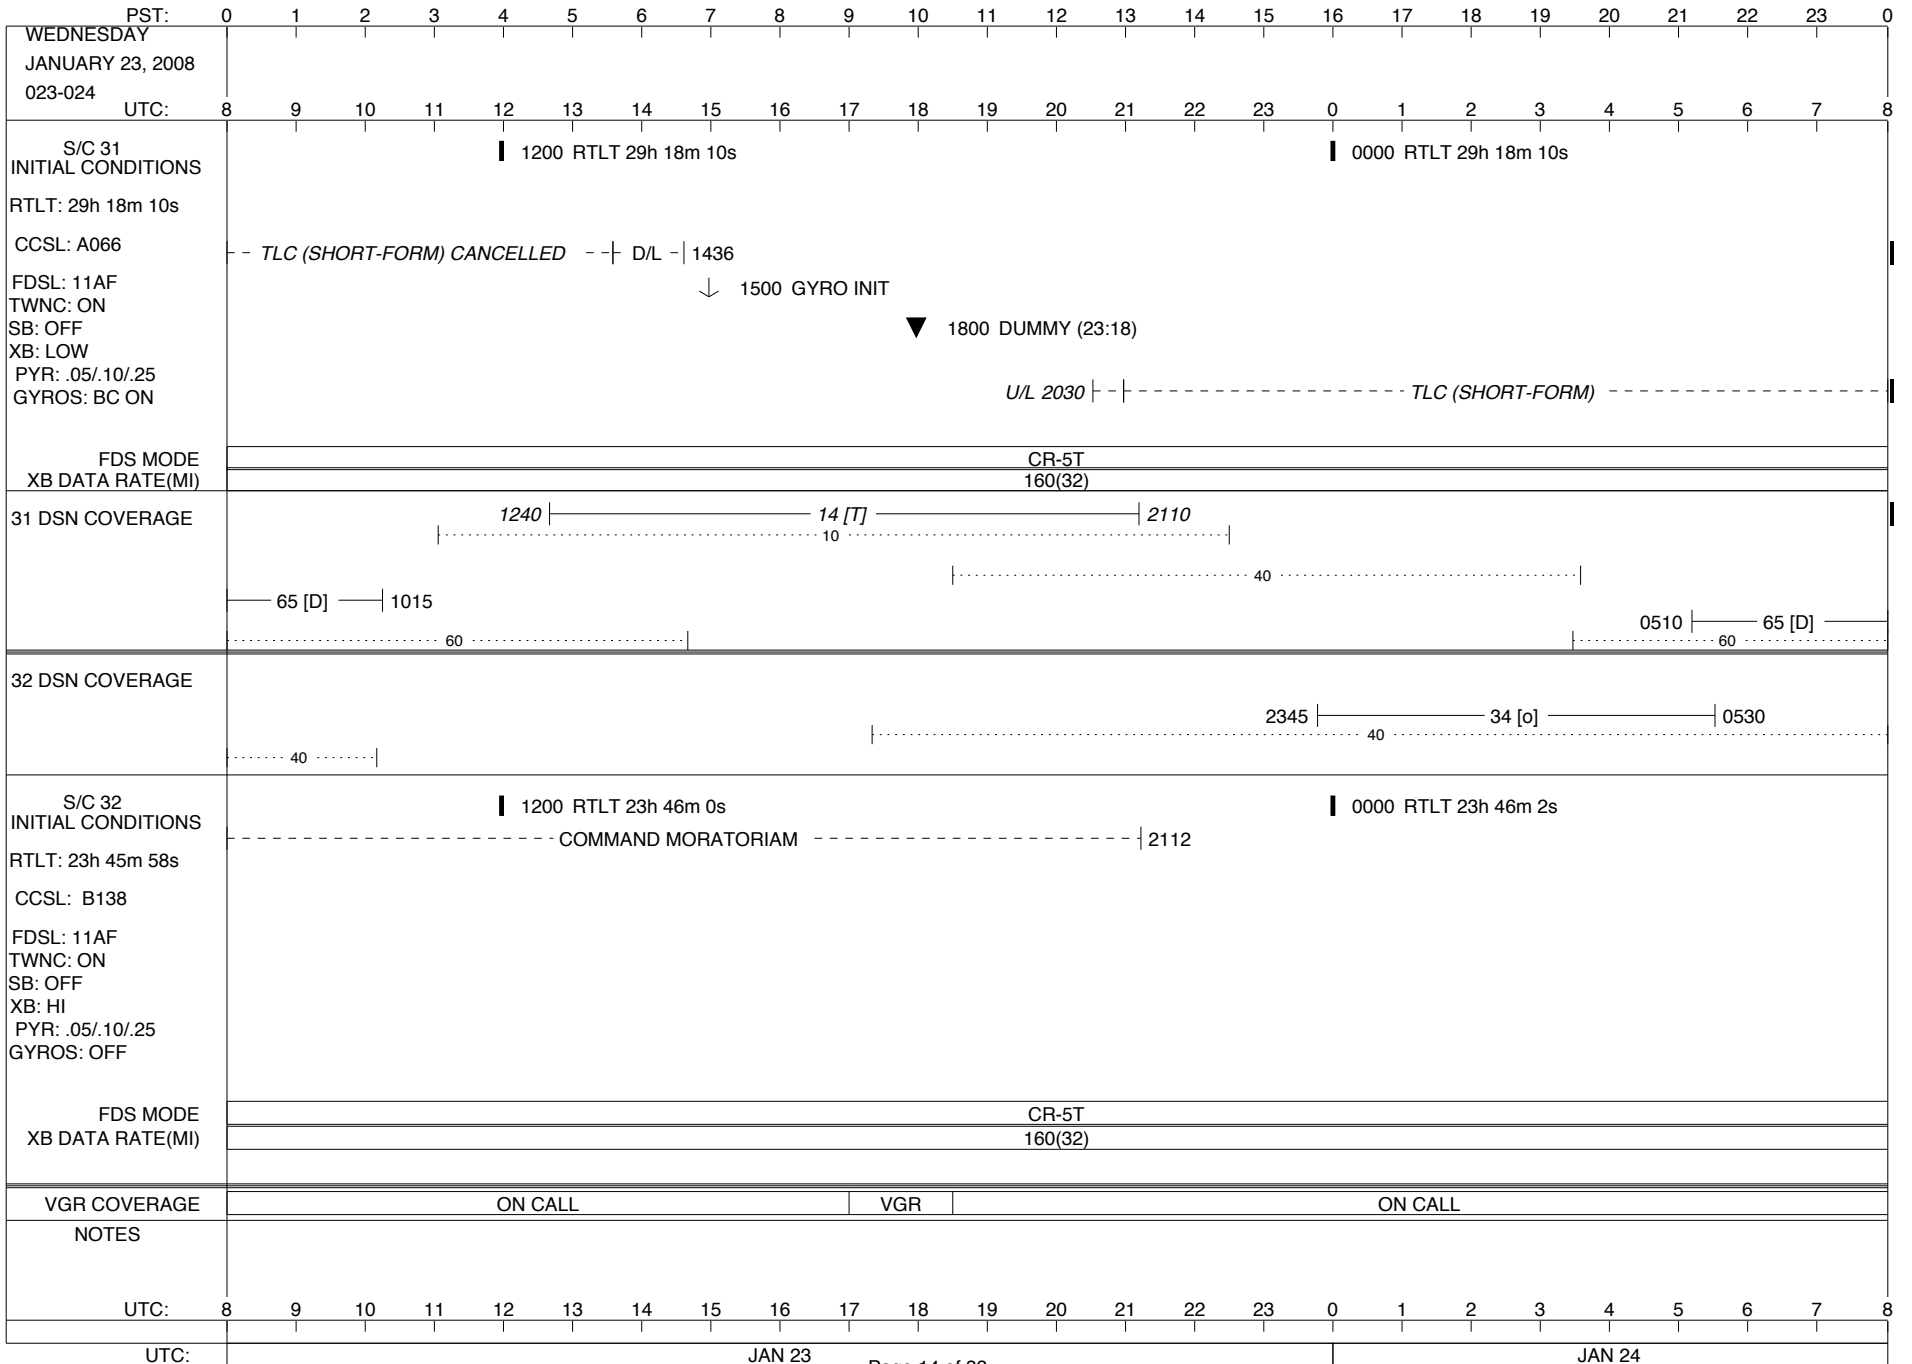 PST: 0 1 2 3 4 5 6 7 8 9 10 11 12 13 14 15 16 17 18 19 20 21 22 23 0
WEDNESDAY
JANUARY 23, 2008
023-024
UTC: 8 9 10 11 12 13 14 15 16 17 18 19 20 21 22 23 0 1 2 3 4 5 6 7 8
S/C 31
INITIAL CONDITIONS
1200 RTLT 29h 18m 10s
0000 RTLT 29h 18m 10s
RTLT: 29h 18m 10s
CCSL: A066
TLC (SHORT-FORM) CANCELLED D/L 1436
FDSL: 11AF
1500 GYRO INIT
TWNC: ON
SB: OFF
1800 DUMMY (23:18)
XB: LOW
PYR: .05/.10/.25
GYROS: BC ON
U/L 2030 TLC (SHORT-FORM)
FDS MODE CR-5T
XB DATA RATE(MI) 160(32)
31 DSN COVERAGE
1240 14 [T] 2110
10
40
65 [D] 1015
0510 65 [D]
60 60
32 DSN COVERAGE
2345 34 [o] 0530
40
40
S/C 32
INITIAL CONDITIONS
1200 RTLT 23h 46m 0s
0000 RTLT 23h 46m 2s
COMMAND MORATORIAM 2112
RTLT: 23h 45m 58s
CCSL: B138
FDSL: 11AF
TWNC: ON
SB: OFF
XB: HI
PYR: .05/.10/.25
GYROS: OFF
FDS MODE CR-5T
XB DATA RATE(MI) 160(32)
VGR COVERAGE ON CALL VGR ON CALL
NOTES
UTC: 8 9 10 11 12 13 14 15 16 17 18 19 20 21 22 23 0 1 2 3 4 5 6 7 8
UTC: JAN 23 JAN 24
Page 14 of